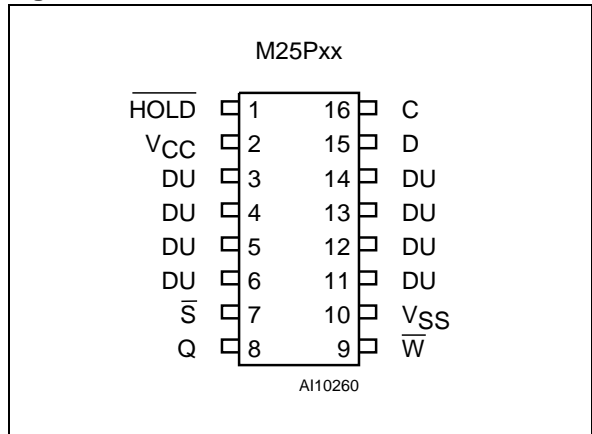 M25Pxx
H̅O̅L̅D̅ 1 16 C
VCC 2 15 D
DU 3 14 DU
DU 4 13 DU
DU 5 12 DU
DU 6 11 DU
S̅ 7 10 VSS
Q 8 9 W̅
AI10260